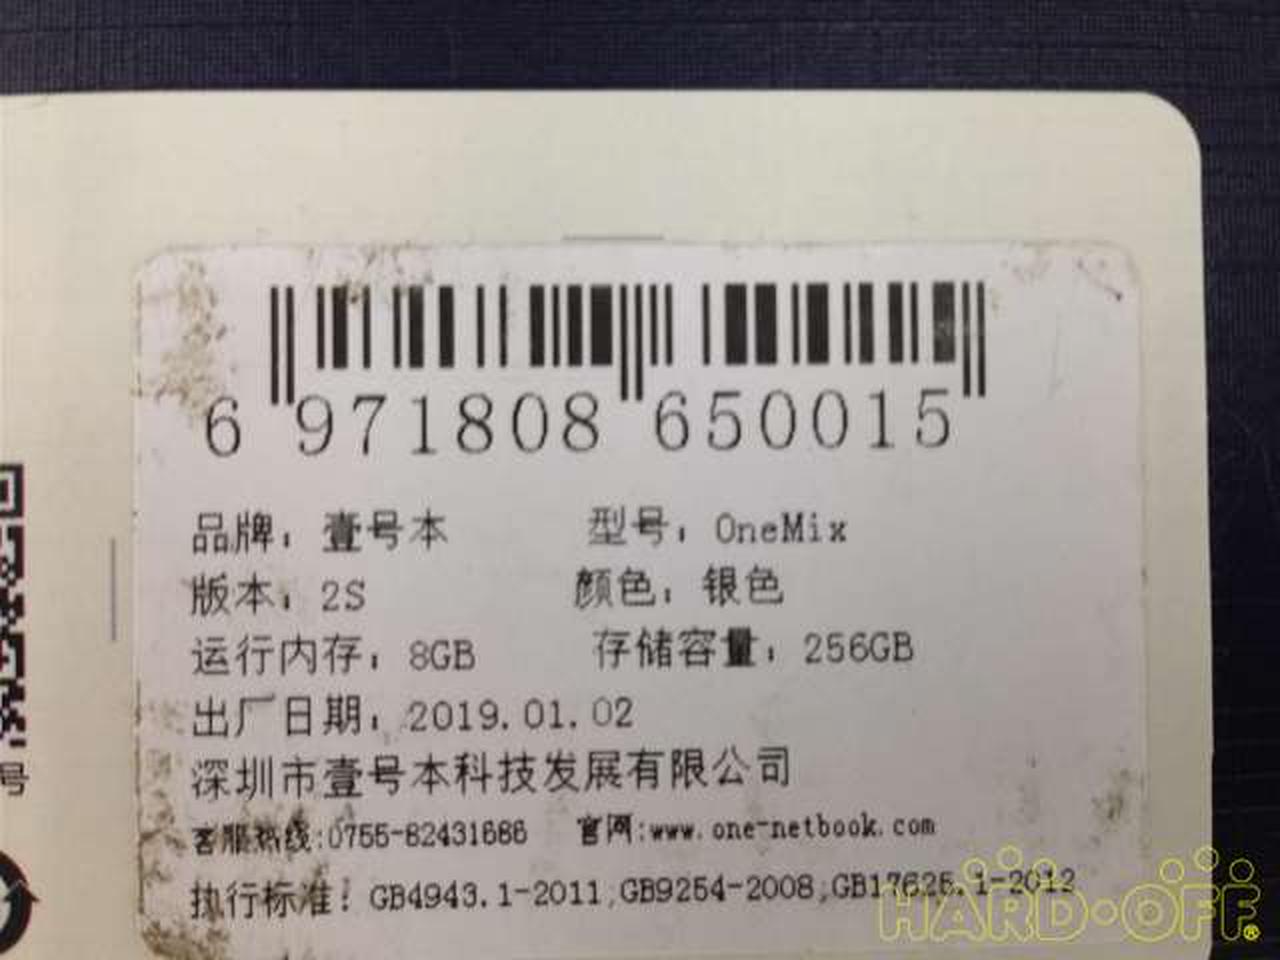 6 971808 650015
品牌：壹号本 型号：OneMix
版本：2S 颜色：银色
运行内存：8GB 存储容量：256GB
出厂日期：2019.01.02
深圳市壹号本科技发展有限公司
客服热线:0755-82431686 官网:www.one-netbook.com
执行标准：GB4943.1-2011;GB9254-2008;GB17625.1-2012
号
HARD·OFF®